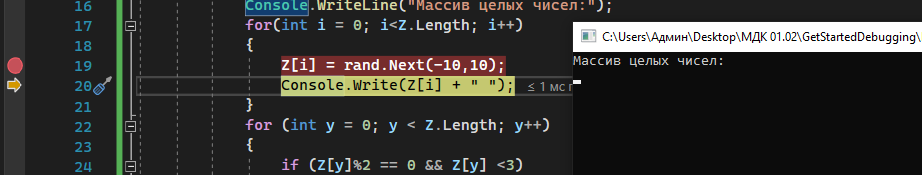 16 Console.WriteLine("Массив целых чисел:");
17 for(int i = 0; i<Z.Length; i++)
18 {
19 Z[i] = rand.Next(-10,10);
20 Console.Write(Z[i] + " "); ≤ 1 мс
21 }
22 for (int y = 0; y < Z.Length; y++)
23 {
24 if (Z[y]%2 == 0 && Z[y] <3)
C:\Users\Админ\Desktop\МДК 01.02\GetStartedDebugging\
Массив целых чисел: